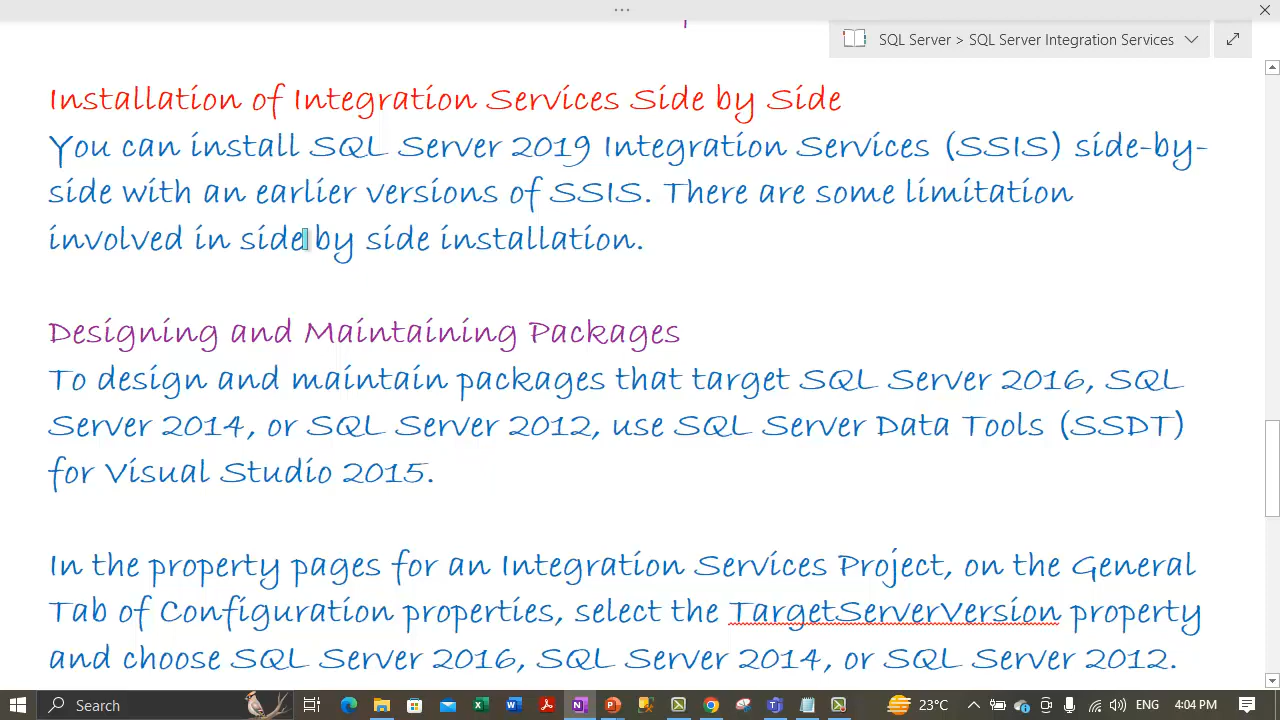 SQL Server > SQL Server Integration Services
Installation of Integration Services Side by Side
You can install SQL Server 2019 Integration Services (SSIS) side-by-
side with an earlier versions of SSIS. There are some limitation
involved in side by side installation.
Designing and Maintaining Packages
To design and maintain packages that target SQL Server 2016, SQL
Server 2014, or SQL Server 2012, use SQL Server Data Tools (SSDT)
for Visual Studio 2015.
In the property pages for an Integration Services Project, on the General
Tab of Configuration properties, select the TargetServerVersion property
and choose SQL Server 2016, SQL Server 2014, or SQL Server 2012.
Search
23°C
ENG
4:04 PM